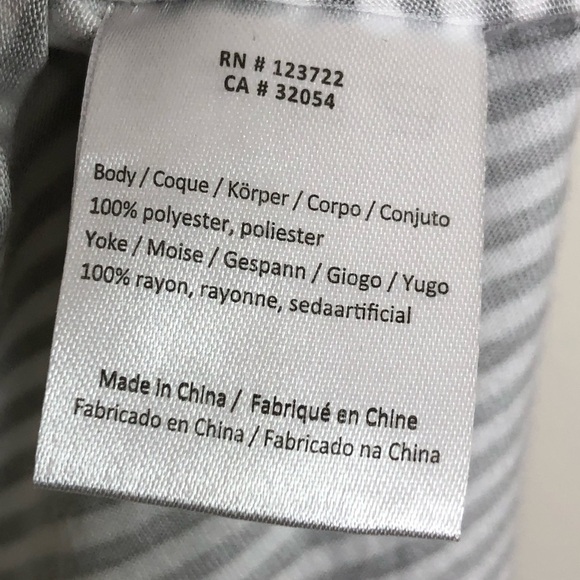 RN # 123722
CA # 32054
Body / Coque / Körper / Corpo / Conjuto
100% polyester, poliester
Yoke / Moise / Gespann / Giogo / Yugo
100% rayon, rayonne, sedaartificial
Made in China / Fabriqué en Chine
Fabricado en China / Fabricado na China